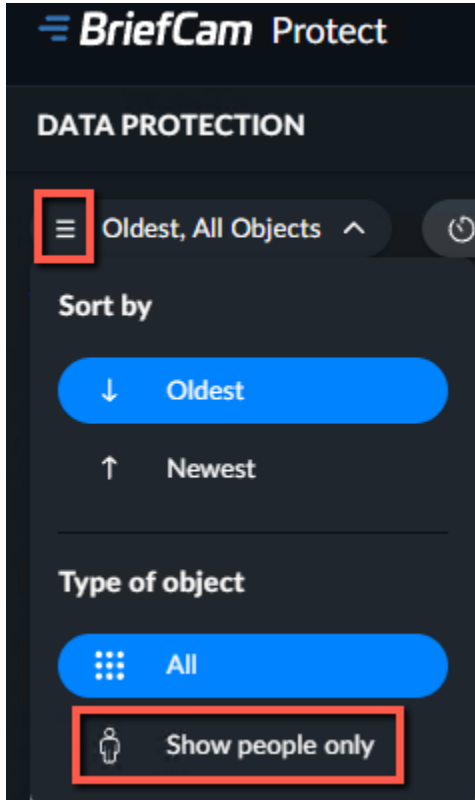 BriefCam Protect
DATA PROTECTION
Oldest, All Objects
Sort by
Oldest
Newest
Type of object
All
Show people only